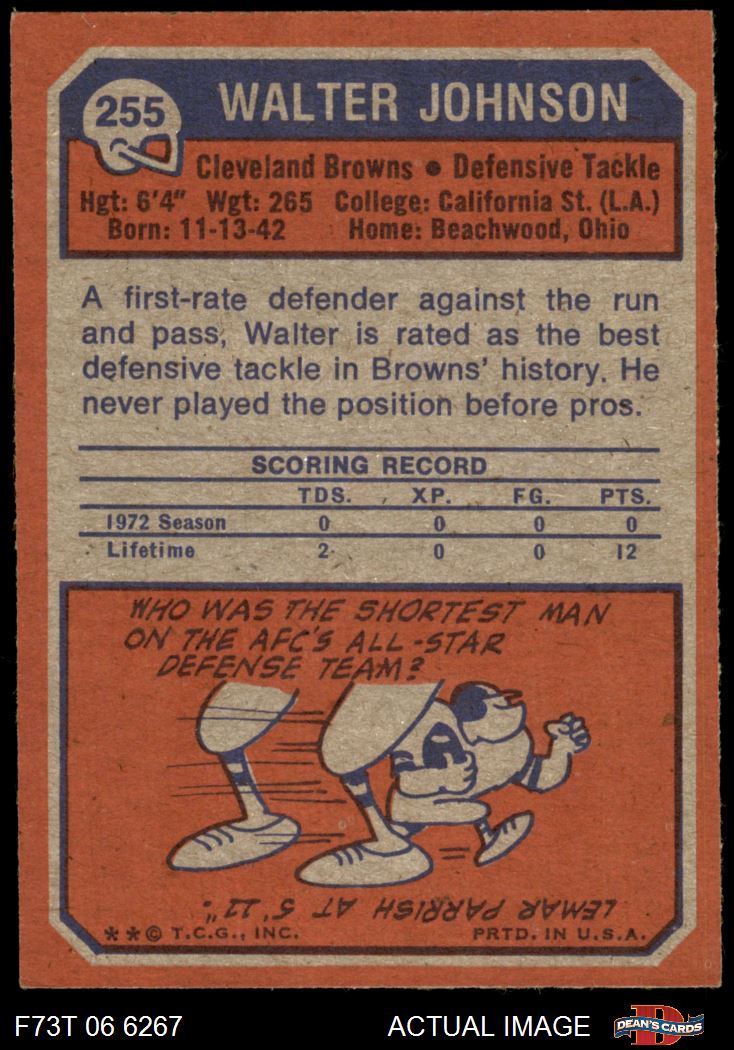 255
WALTER JOHNSON
Cleveland Browns • Defensive Tackle
Hgt: 6'4" Wgt: 265 College: California St. (L.A.)
Born: 11-13-42 Home: Beachwood, Ohio
A first-rate defender against the run
and pass, Walter is rated as the best
defensive tackle in Browns' history. He
never played the position before pros.
SCORING RECORD
TDS. XP. FG. PTS.
1972 Season 0 0 0 0
Lifetime 2 0 0 12
WHO WAS THE SHORTEST MAN
ON THE AFC'S ALL-STAR
DEFENSE TEAM?
LEMAR PARRISH AT 5' 11".
**© T.C.G., INC. PRTD. IN U.S.A.
F73T 06 6267 ACTUAL IMAGE
D
DEAN'S CARDS